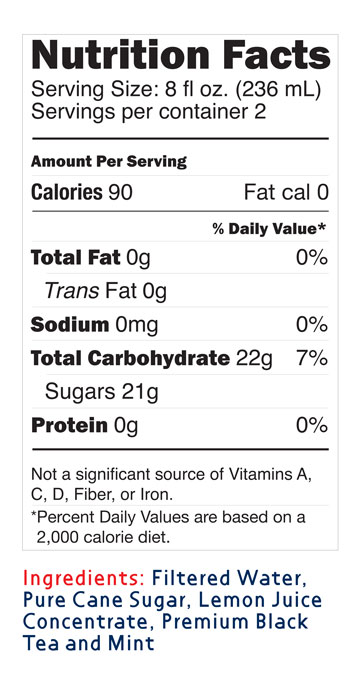 Nutrition Facts
Serving Size: 8 fl oz. (236 mL)
Servings per container 2
Amount Per Serving
Calories 90 Fat cal 0
% Daily Value*
Total Fat 0g 0%
Trans Fat 0g
Sodium 0mg 0%
Total Carbohydrate 22g 7%
Sugars 21g
Protein 0g 0%
Not a significant source of Vitamins A,
C, D, Fiber, or Iron.
*Percent Daily Values are based on a
2,000 calorie diet.
Ingredients: Filtered Water,
Pure Cane Sugar, Lemon Juice
Concentrate, Premium Black
Tea and Mint